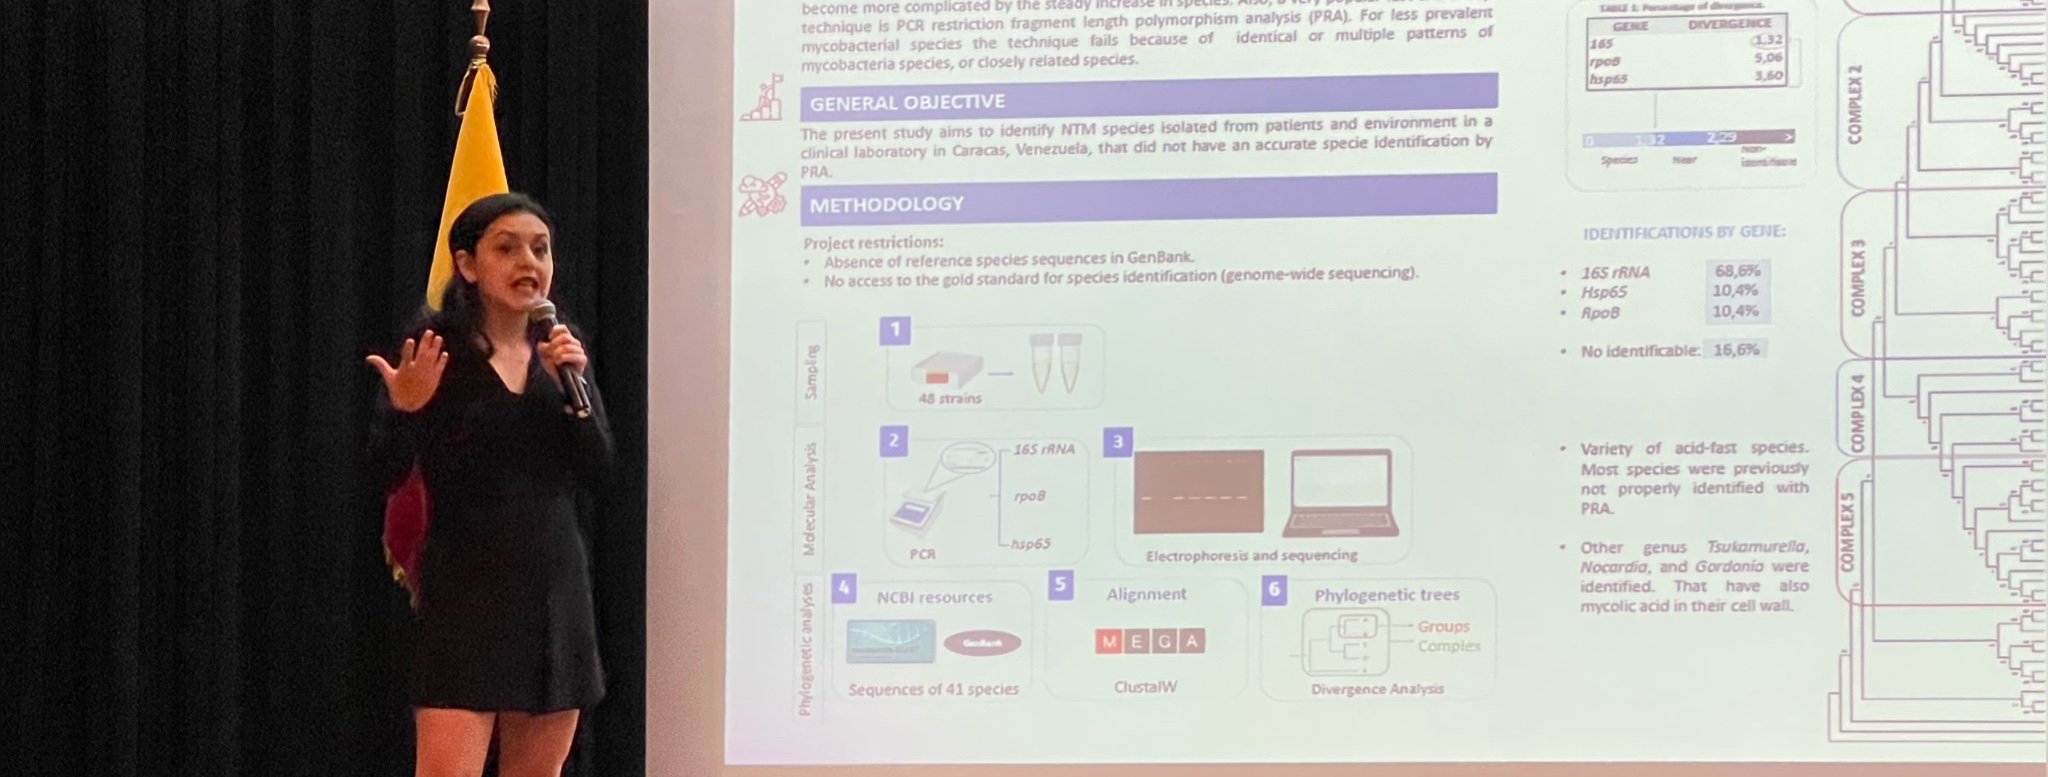 become more complicated by the steady increase in species. Also, a very popular
technique is PCR restriction fragment length polymorphism analysis (PRA). For less prevalent
mycobacterial species the technique fails because of identical or multiple patterns of
mycobacteria species, or closely related species.
GENERAL OBJECTIVE
The present study aims to identify NTM species isolated from patients and environment in a
clinical laboratory in Caracas, Venezuela, that did not have an accurate specie identification by
PRA.
METHODOLOGY
Project restrictions:
• Absence of reference species sequences in GenBank.
• No access to the gold standard for species identification (genome-wide sequencing).
Sampling
1
48 strains
Molecular Analysis
2
16S rRNA
rpoB
hsp65
PCR
3
Electrophoresis and sequencing
Phylogenetic analyses
4
NCBI resources
GenBank
Sequences of 41 species
5
Alignment
MEGA
ClustalW
6
Phylogenetic trees
Groups
Complex
Divergence Analysis
TABLE 1: Percentage of divergence.
GENE DIVERGENCE
16S 1,32
rpoB 5,06
hsp65 3,60
0 1,32 2,29 >
Species Near Non-
identificable
IDENTIFICATIONS BY GENE:
• 16S rRNA 68,6%
• Hsp65 10,4%
• RpoB 10,4%
• No identificable: 16,6%
• Variety of acid-fast species.
Most species were previously
not properly identified with
PRA.
• Other genus Tsukamurella,
Nocardia, and Gordonia were
identified. That have also
mycolic acid in their cell wall.
COMPLEX 2
COMPLEX 3
COMPLEX 4
COMPLEX 5